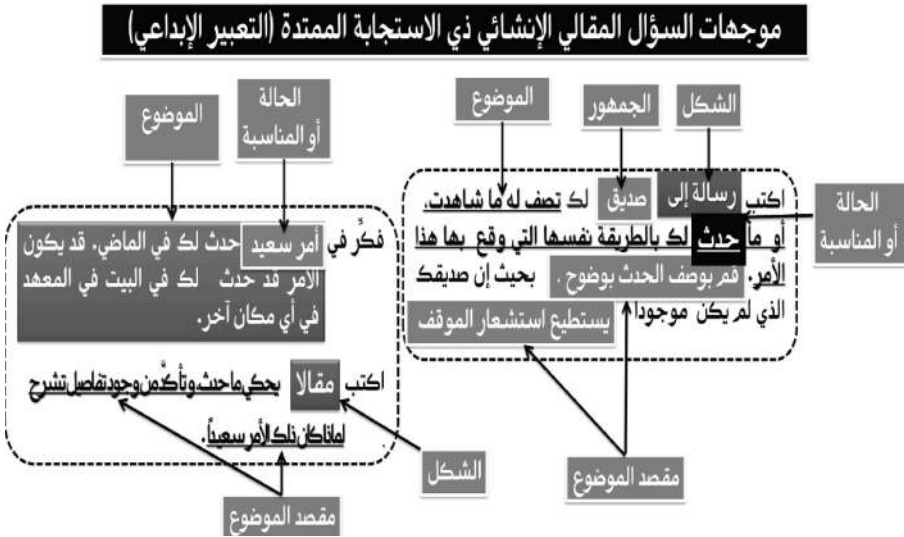 موجهات السؤال المقالي الإنشائي ذي الاستجابة الممتدة (التعبير الإبداعي)
الشكل
الجمهور
الموضوع
الحالة
أو المناسبة
اكتب رسالة إلى صديق لك تصف له ما شاهدت،
أو ما حدث لك بالطريقة نفسها التي وقع بها هذا
الأمر. قم بوصف الحدث بوضوح، بحيث إن صديقك
الذي لم يكن موجودا يستطيع استشعار الموقف
مقصد الموضوع
الحالة
أو المناسبة
الموضوع
فكِّر في أمر سعيد حدث لك في الماضي. قد يكون
الأمر قد حدث لك في البيت في المعهد
في أي مكان آخر.
اكتب مقالا يحكي ما حدث، وتأكَّد من وجود تفاصيل تشرح
لماذا كان ذلك الأمر سعيداً.
الشكل
مقصد الموضوع